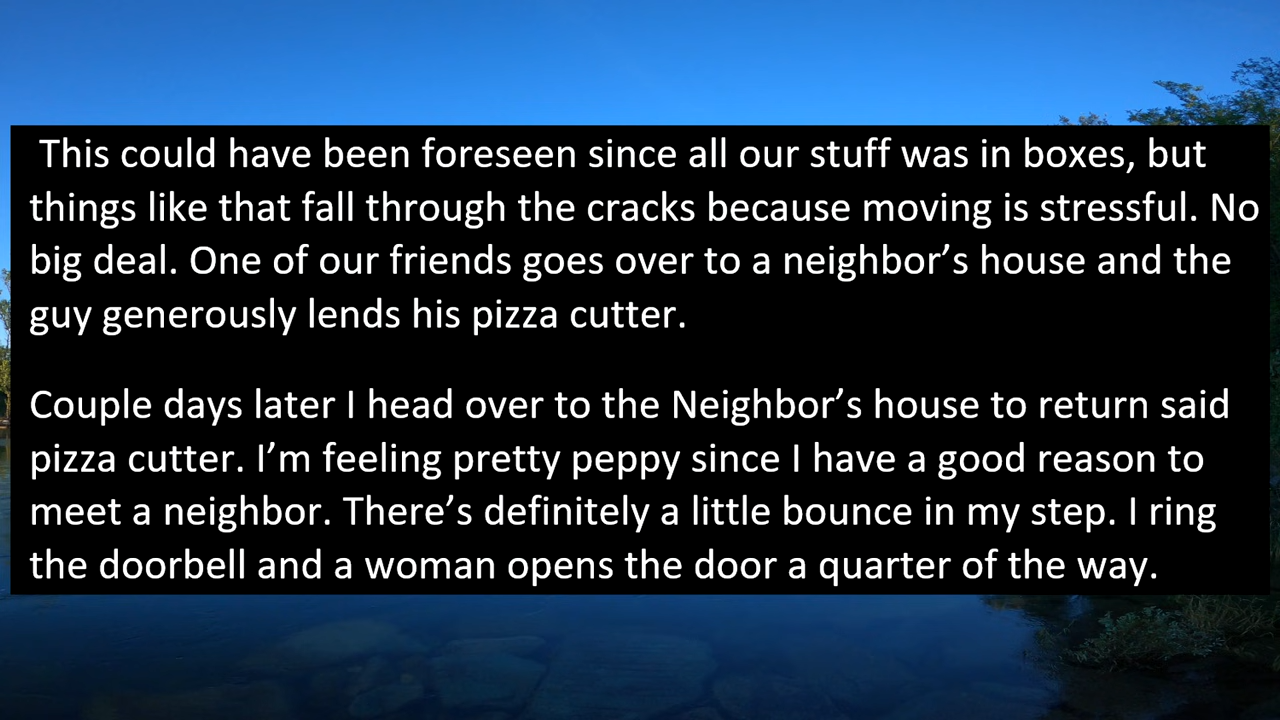 This could have been foreseen since all our stuff was in boxes, but
things like that fall through the cracks because moving is stressful. No
big deal. One of our friends goes over to a neighbor’s house and the
guy generously lends his pizza cutter.
Couple days later I head over to the Neighbor’s house to return said
pizza cutter. I’m feeling pretty peppy since I have a good reason to
meet a neighbor. There’s definitely a little bounce in my step. I ring
the doorbell and a woman opens the door a quarter of the way.